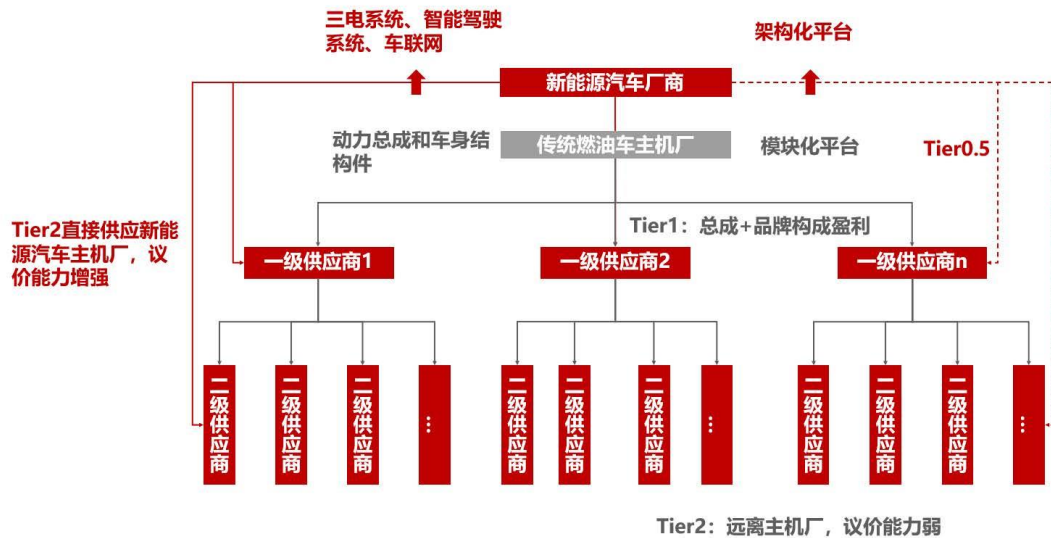 三电系统、智能驾驶
系统、车联网
架构化平台
新能源汽车厂商
动力总成和车身结
构件
传统燃油车主机厂
模块化平台
Tier0.5
Tier2直接供应新能
源汽车主机厂，议
价能力增强
Tier1：总成+品牌构成盈利
一级供应商1
一级供应商2
一级供应商n
二级供应商
二级供应商
二级供应商
...
二级供应商
二级供应商
二级供应商
...
二级供应商
二级供应商
二级供应商
...
Tier2：远离主机厂，议价能力弱